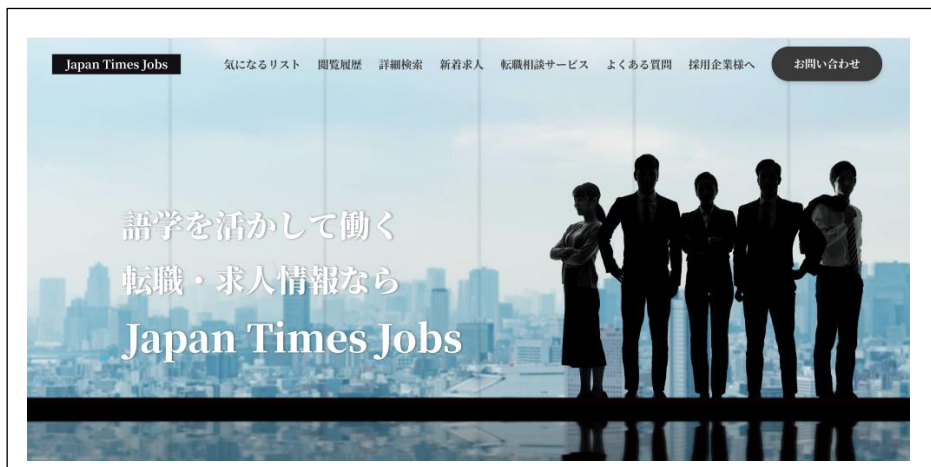 Japan Times Jobs
気になるリスト 閲覧履歴 詳細検索 新着求人 転職相談サービス よくある質問 採用企業様へ お問い合わせ
語学を活かして働く
転職・求人情報なら
Japan Times Jobs